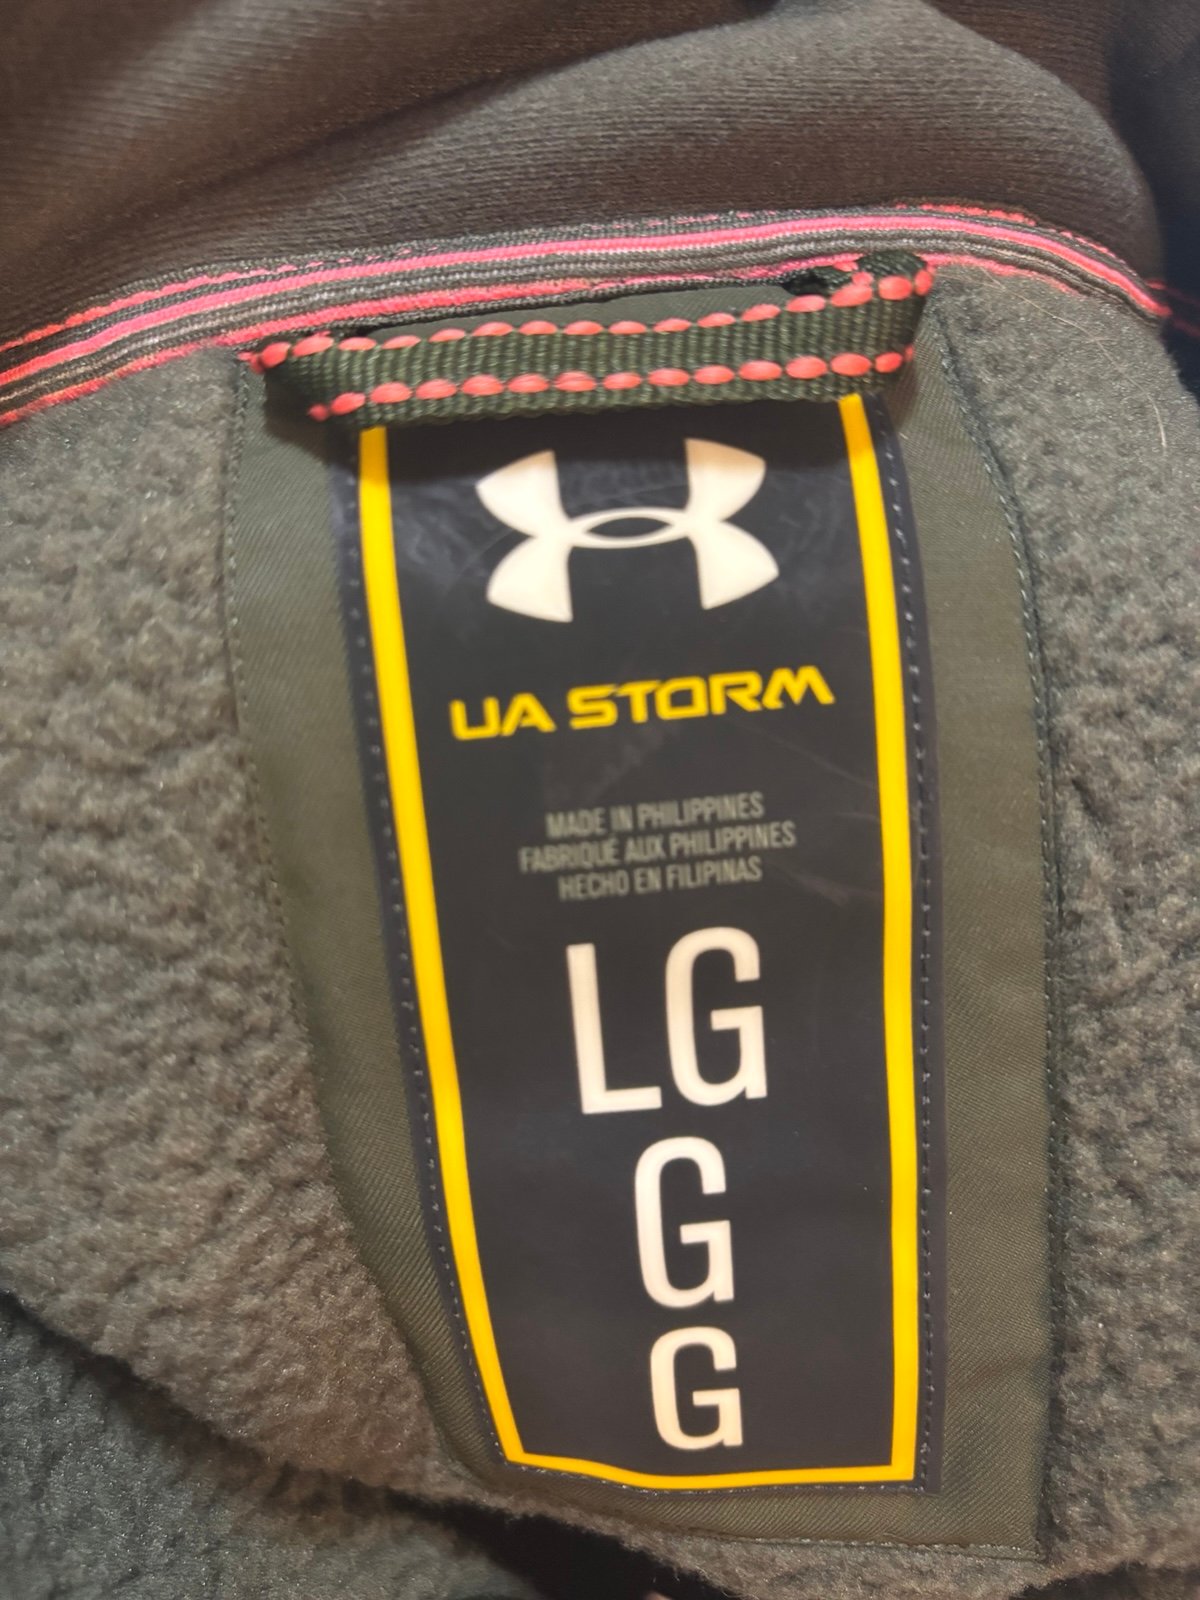 UA STORM
MADE IN PHILIPPINES
FABRIQUÉ AUX PHILIPPINES
HECHO EN FILIPINAS
LG
G
G